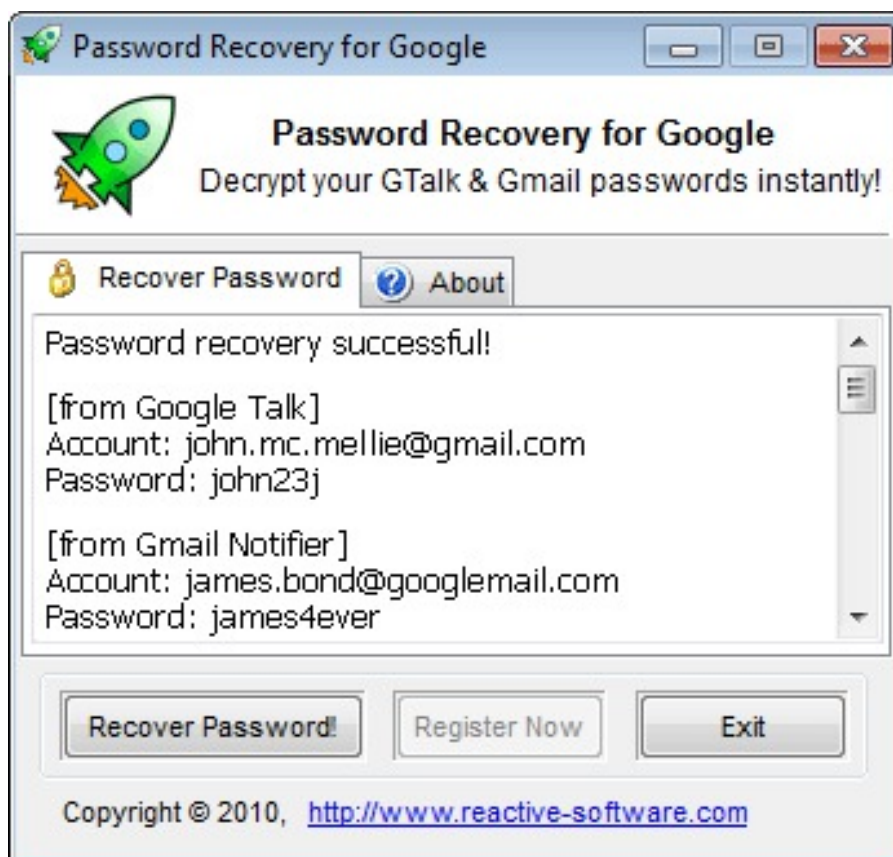 Password Recovery for Google
Password Recovery for Google
Decrypt your GTalk & Gmail passwords instantly!
Recover Password
About
Password recovery successful!
[from Google Talk]
Account: john.mc.mellie@gmail.com
Password: john23j
[from Gmail Notifier]
Account: james.bond@googlemail.com
Password: james4ever
Recover Password!
Register Now
Exit
Copyright © 2010, http://www.reactive-software.com